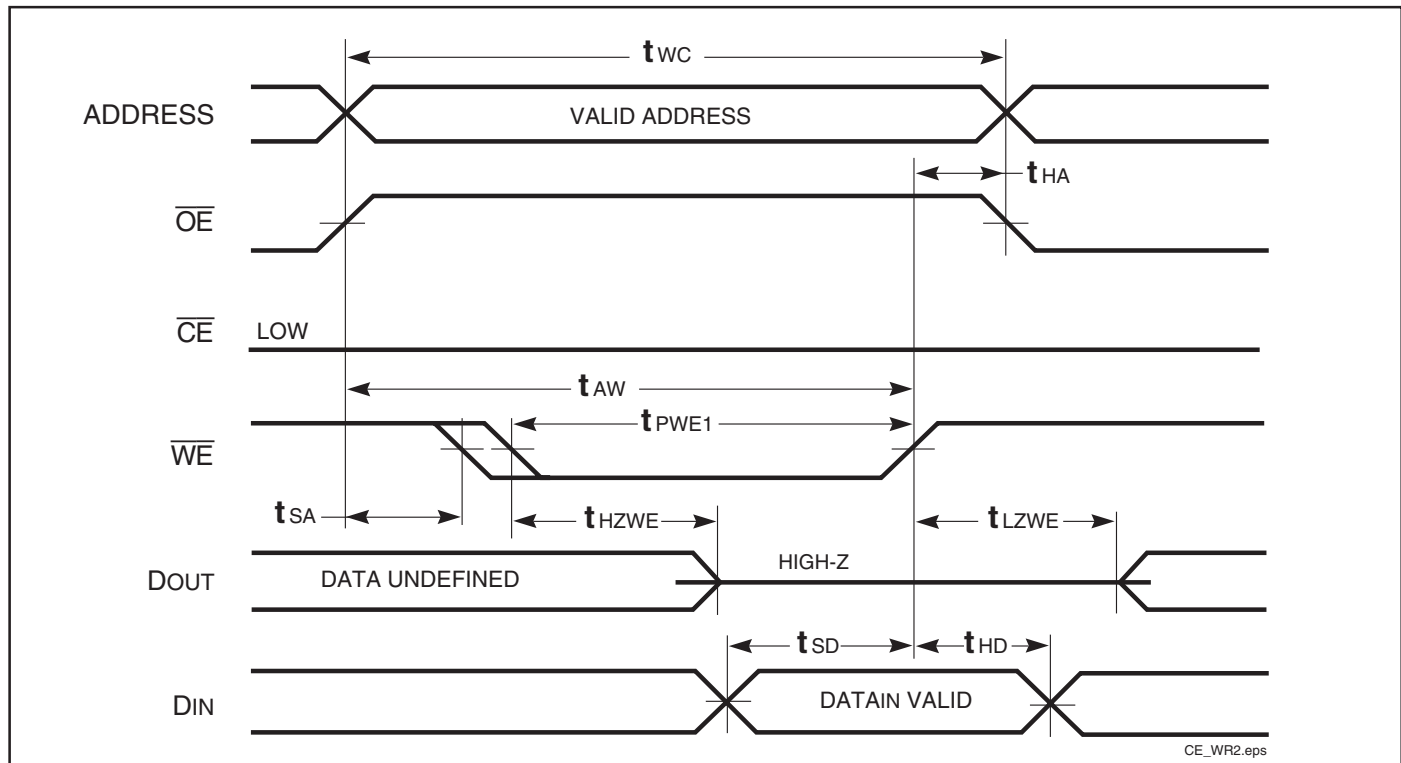 tWC
ADDRESS
VALID ADDRESS
tHA
OE
CE
LOW
tAW
tPWE1
WE
tSA
tHZWE
tLZWE
DOUT
DATA UNDEFINED
HIGH-Z
tSD
tHD
DIN
DATAIN VALID
CE_WR2.eps